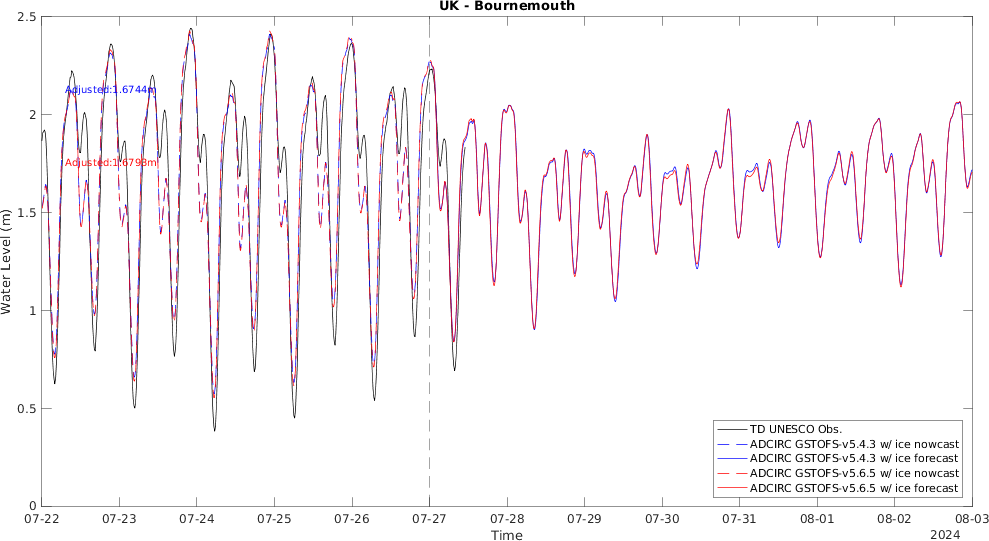 UK - Bournemouth
2.5
2
1.5
1
0.5
0
Water Level (m)
Adjusted:1.6744m
Adjusted:1.6793m
TD UNESCO Obs.
ADCIRC GSTOFS-v5.4.3 w/ ice nowcast
ADCIRC GSTOFS-v5.4.3 w/ ice forecast
ADCIRC GSTOFS-v5.6.5 w/ ice nowcast
ADCIRC GSTOFS-v5.6.5 w/ ice forecast
07-22 07-23 07-24 07-25 07-26 07-27 07-28 07-29 07-30 07-31 08-01 08-02 08-03
Time
2024